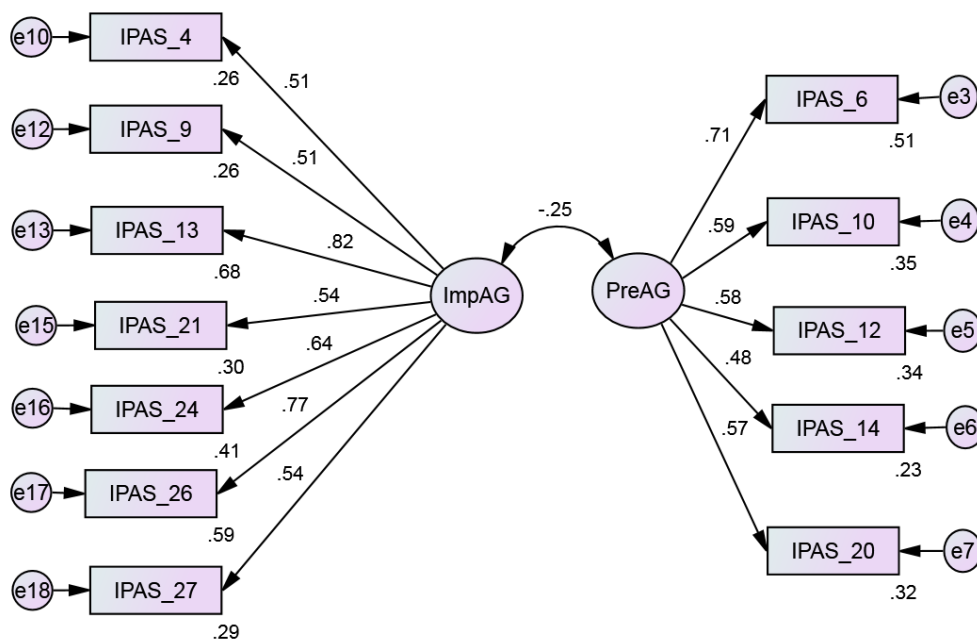 e10
IPAS_4
.26
.51
e12
IPAS_9
.26
.51
e13
IPAS_13
.68
.82
e15
IPAS_21
.30
.54
e16
IPAS_24
.41
.64
e17
IPAS_26
.59
.77
e18
IPAS_27
.29
.54
ImpAG
-.25
PreAG
.71
IPAS_6
e3
.51
.59
IPAS_10
e4
.35
.58
IPAS_12
e5
.34
.48
IPAS_14
e6
.23
.57
IPAS_20
e7
.32